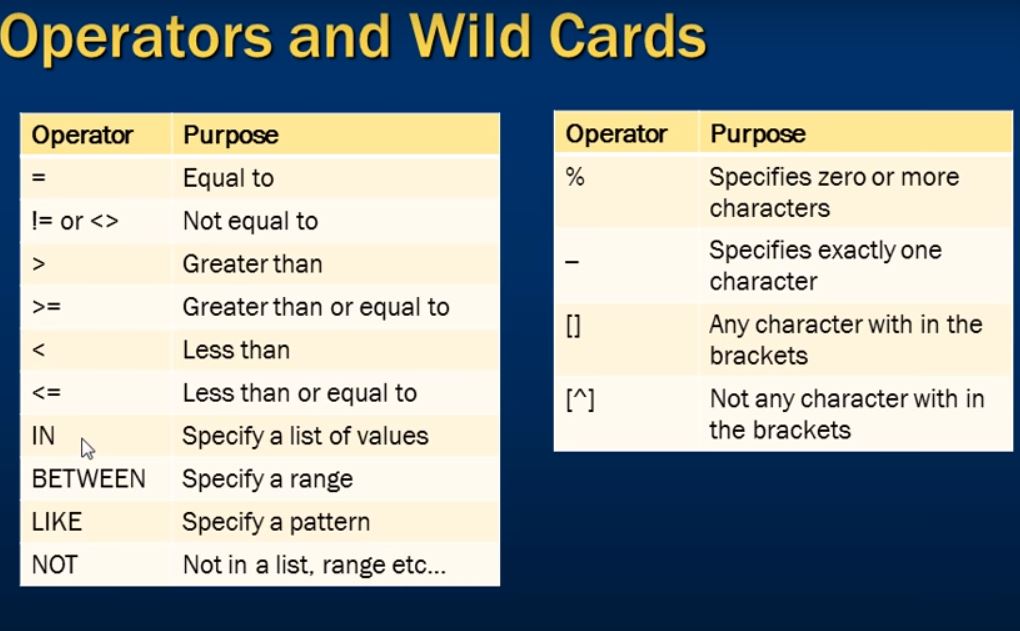 Operators and Wild Cards
Operator Purpose
= Equal to
!= or <> Not equal to
> Greater than
>= Greater than or equal to
< Less than
<= Less than or equal to
IN Specify a list of values
BETWEEN Specify a range
LIKE Specify a pattern
NOT Not in a list, range etc...
Operator Purpose
% Specifies zero or more
characters
_ Specifies exactly one
character
[] Any character with in the
brackets
[^] Not any character with in
the brackets